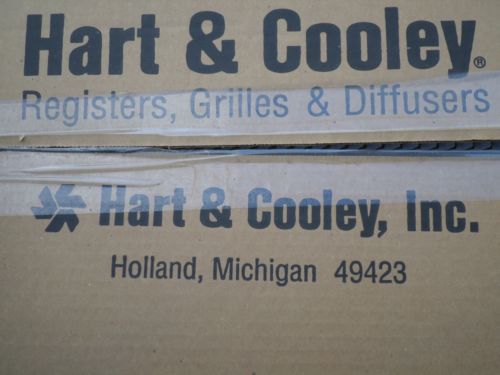 Hart & Cooley®
Registers, Grilles & Diffusers
Hart & Cooley, Inc.
Holland, Michigan 49423